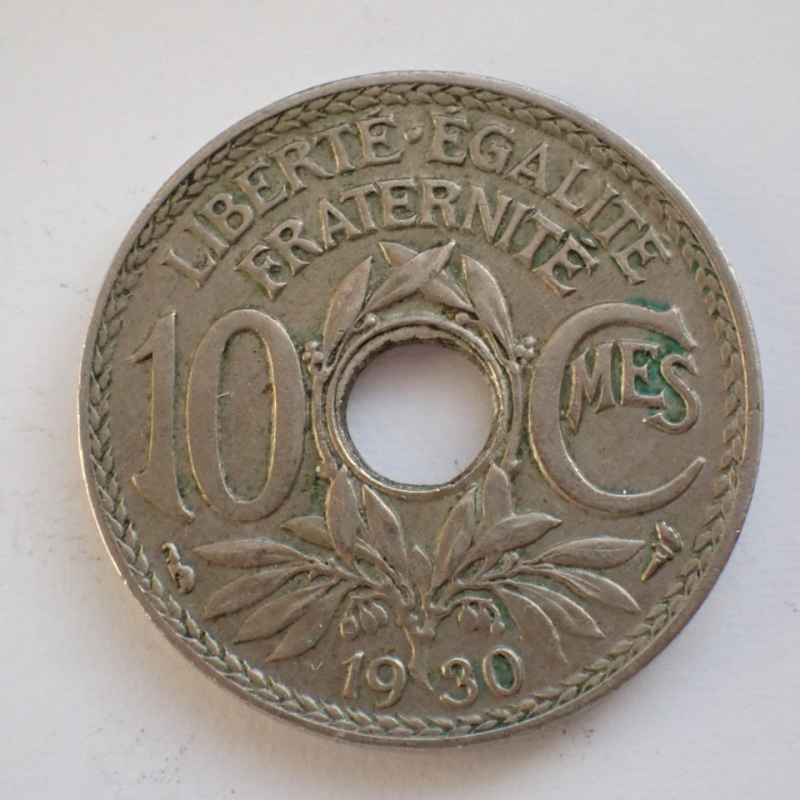 LIBERTÉ·ÉGALITÉ
FRATERNITÉ
10 CMES
1930